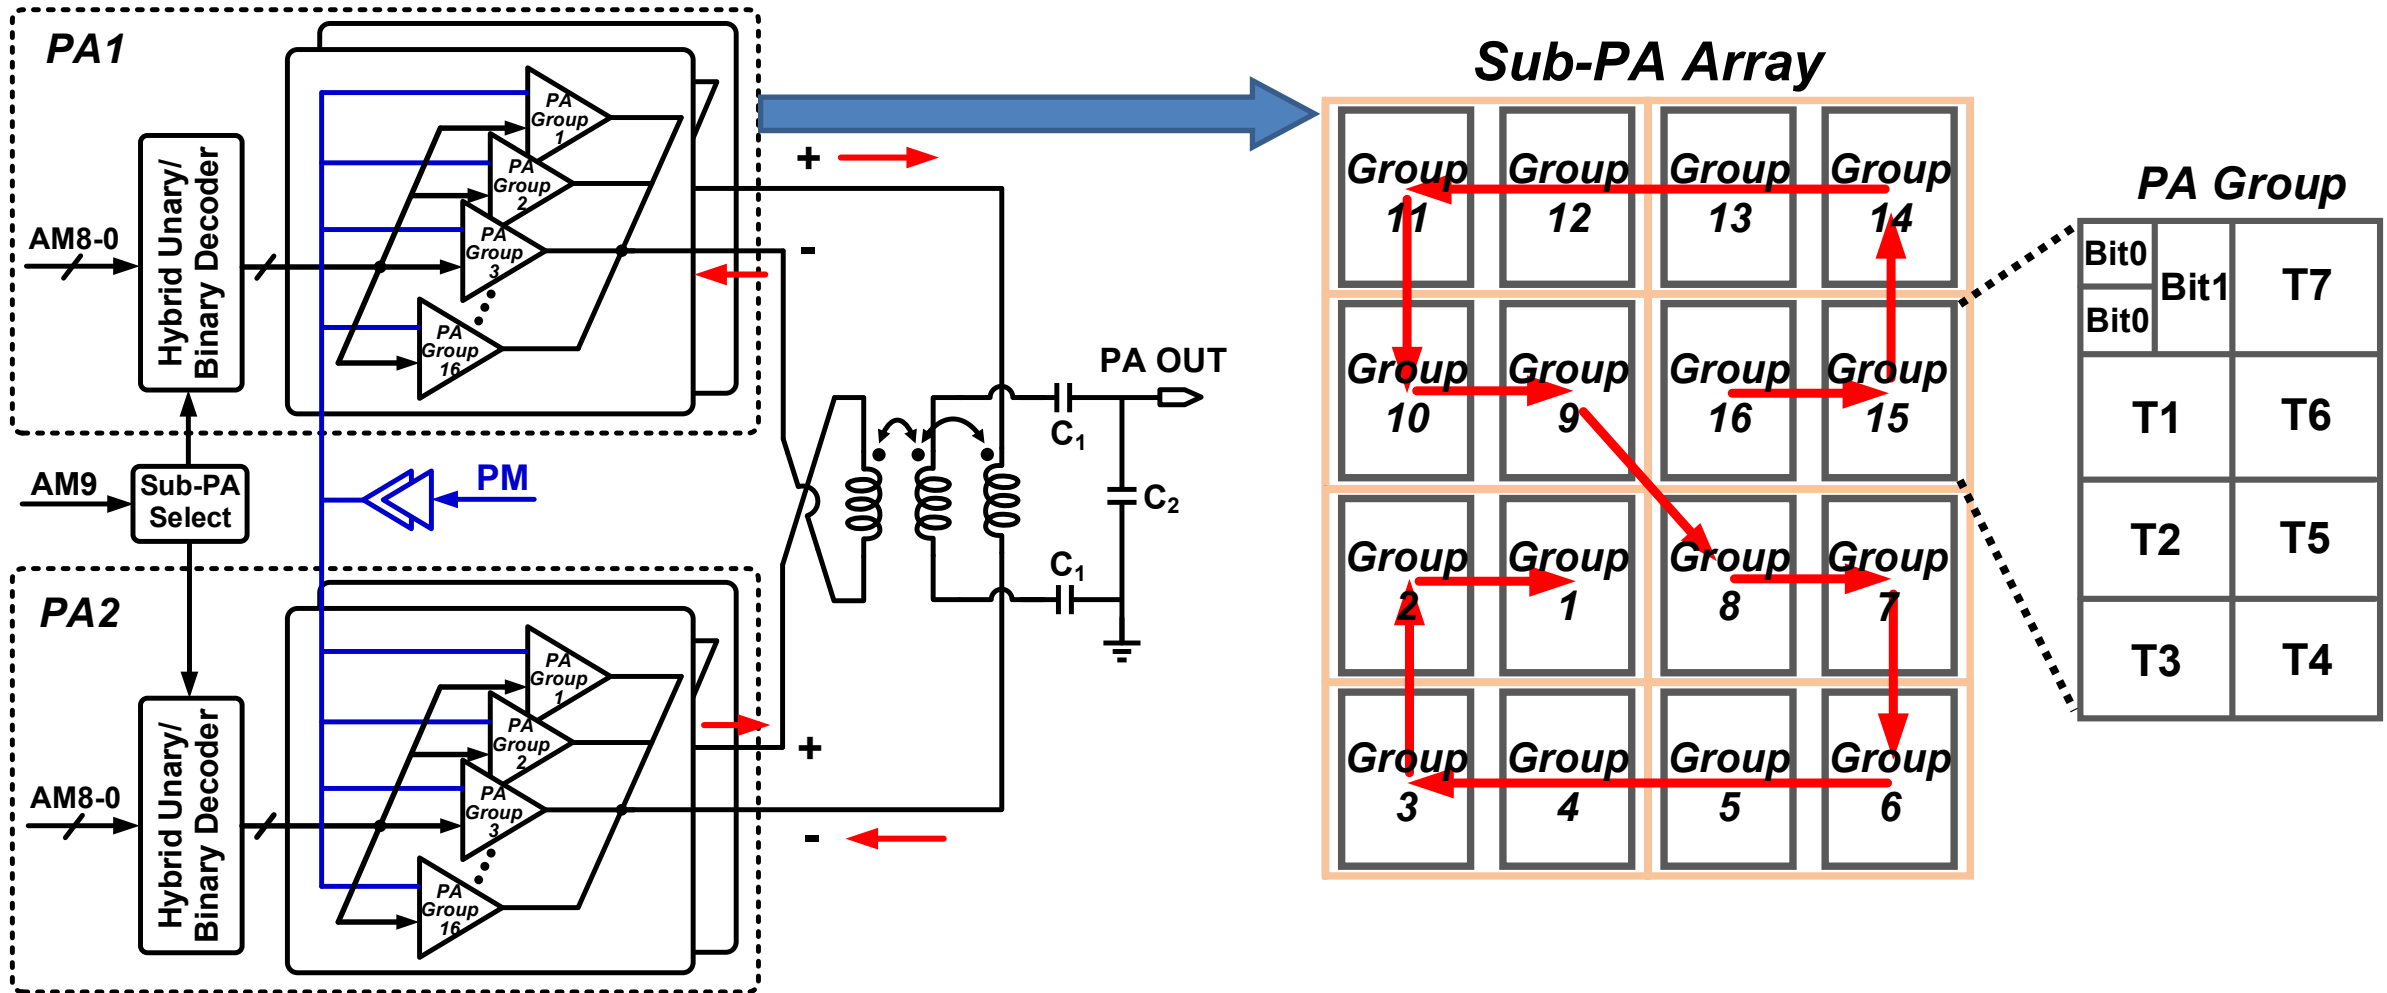 PA1
PA
Group
1
PA
Group
2
PA
Group
3
PA
Group
16
Hybrid Unary/
Binary Decoder
AM8-0
+
-
AM9
Sub-PA
Select
PM
PA OUT
C1
C2
C1
PA2
PA
Group
1
PA
Group
2
PA
Group
3
PA
Group
16
Hybrid Unary/
Binary Decoder
AM8-0
+
-
Sub-PA Array
Group
11
Group
12
Group
13
Group
14
Group
10
Group
9
Group
16
Group
15
Group
2
Group
1
Group
8
Group
7
Group
3
Group
4
Group
5
Group
6
PA Group
Bit0
Bit0
Bit1
T7
T1
T6
T2
T5
T3
T4